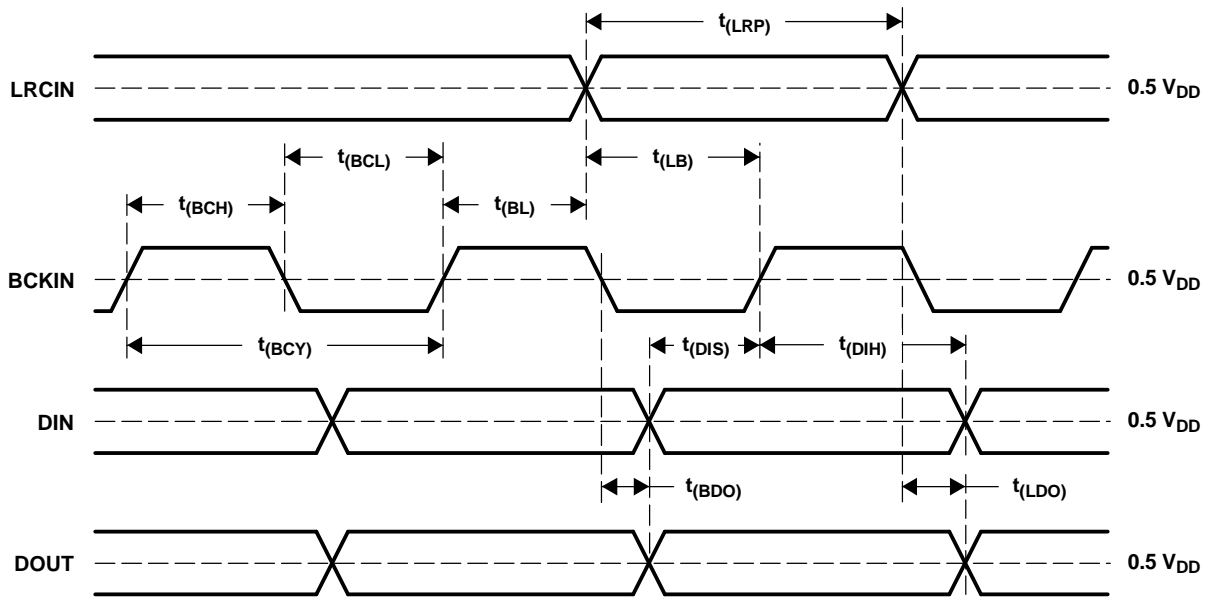 t(LRP)
LRCIN
0.5 VDD
t(BCL)
t(LB)
t(BCH)
t(BL)
BCKIN
0.5 VDD
t(BCY)
t(DIS)
t(DIH)
DIN
0.5 VDD
t(BDO)
t(LDO)
DOUT
0.5 VDD